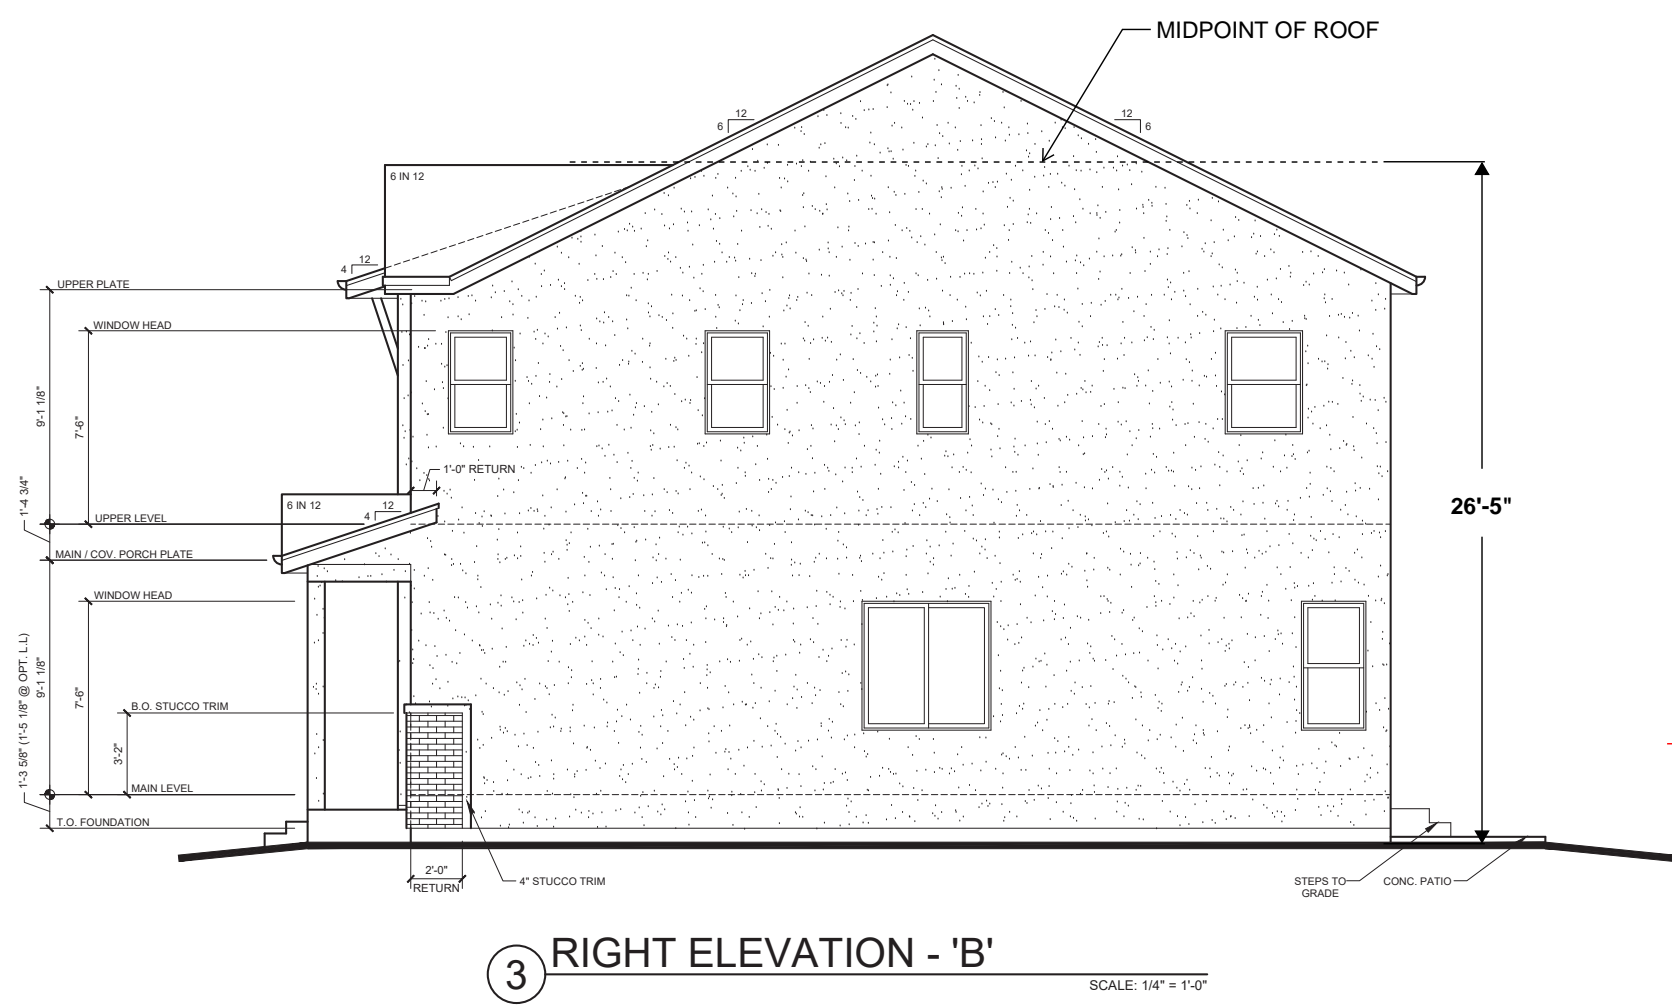 MIDPOINT OF ROOF
12
6
12
6
6 IN 12
12
4
UPPER PLATE
WINDOW HEAD
9'-1 1/8"
7'-6"
1'-0" RETURN
1'-4 3/4"
6 IN 12
12
4
UPPER LEVEL
26'-5"
MAIN / COV. PORCH PLATE
WINDOW HEAD
1'-3 5/8" (1'-5 1/8" @ OPT. L.L)
9'-1 1/8"
7'-6"
B.O. STUCCO TRIM
3'-2"
MAIN LEVEL
T.O. FOUNDATION
2'-0"
RETURN
4" STUCCO TRIM
STEPS TO
GRADE
CONC. PATIO
3
RIGHT ELEVATION - 'B'
SCALE: 1/4" = 1'-0"